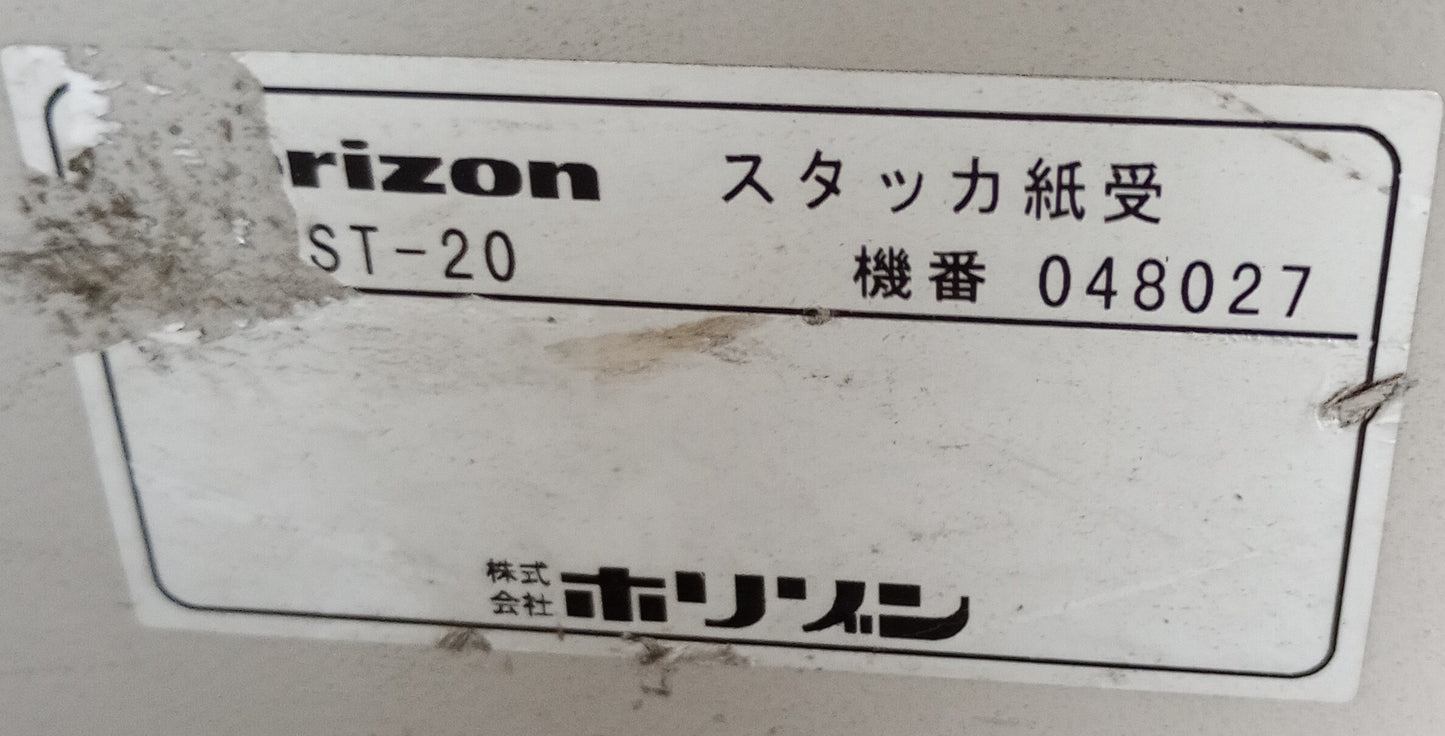 rizon スタッカ紙受
ST-20 機番 048027
株式会社 ホリゾン